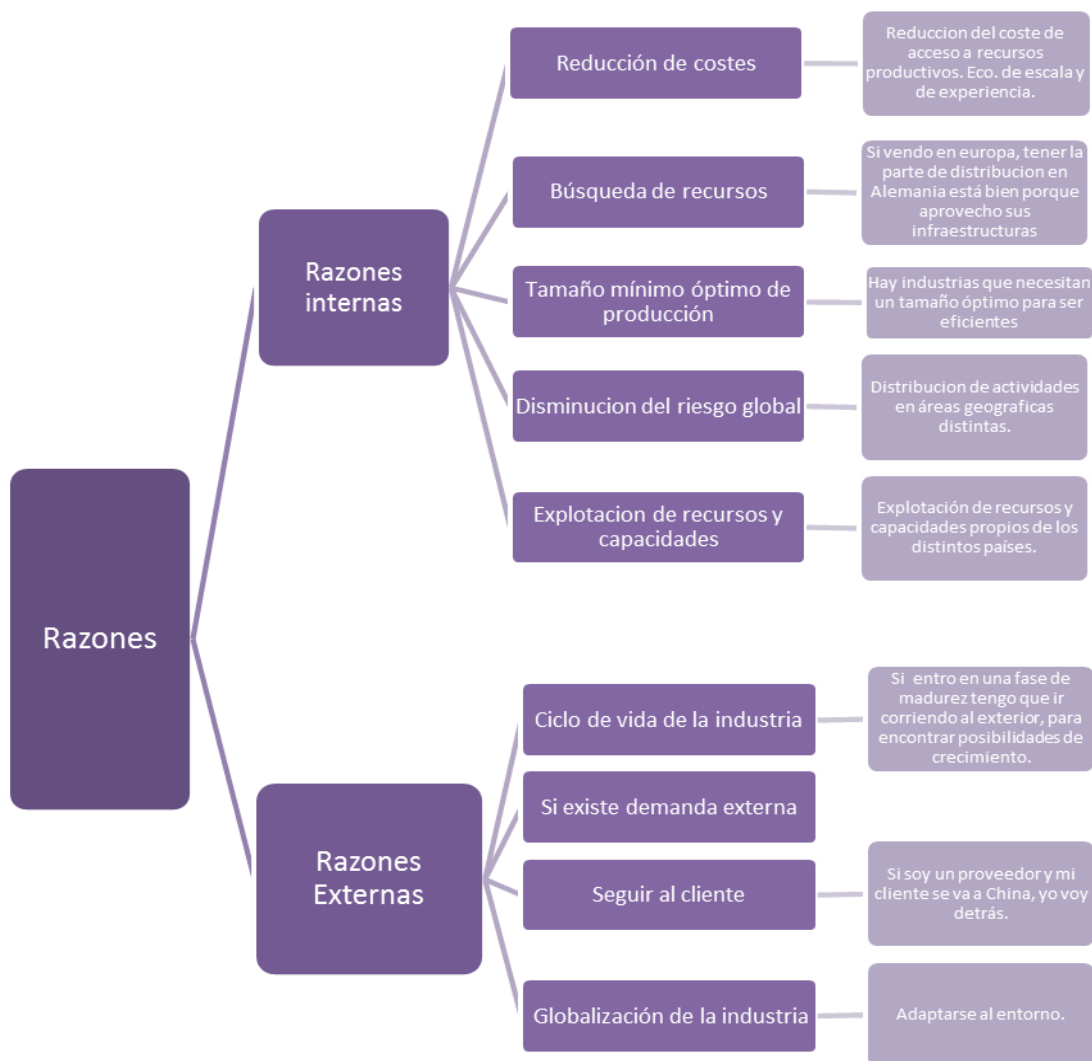 Razones
Razones
internas
Reducción de costes
Reduccion del coste de
acceso a recursos
productivos. Eco. de escala y
de experiencia.
Búsqueda de recursos
Si vendo en europa, tener la
parte de distribucion en
Alemania está bien porque
aprovecho sus
infraestructuras
Tamaño mínimo óptimo de
producción
Hay industrias que necesitan
un tamaño óptimo para ser
eficientes
Disminucion del riesgo global
Distribucion de actividades
en áreas geograficas
distintas.
Explotacion de recursos y
capacidades
Explotación de recursos y
capacidades propios de los
distintos países.
Razones
Externas
Ciclo de vida de la industria
Si entro en una fase de
madurez tengo que ir
corriendo al exterior, para
encontrar posibilidades de
crecimiento.
Si existe demanda externa
Seguir al cliente
Si soy un proveedor y mi
cliente se va a China, yo voy
detrás.
Globalización de la industria
Adaptarse al entorno.